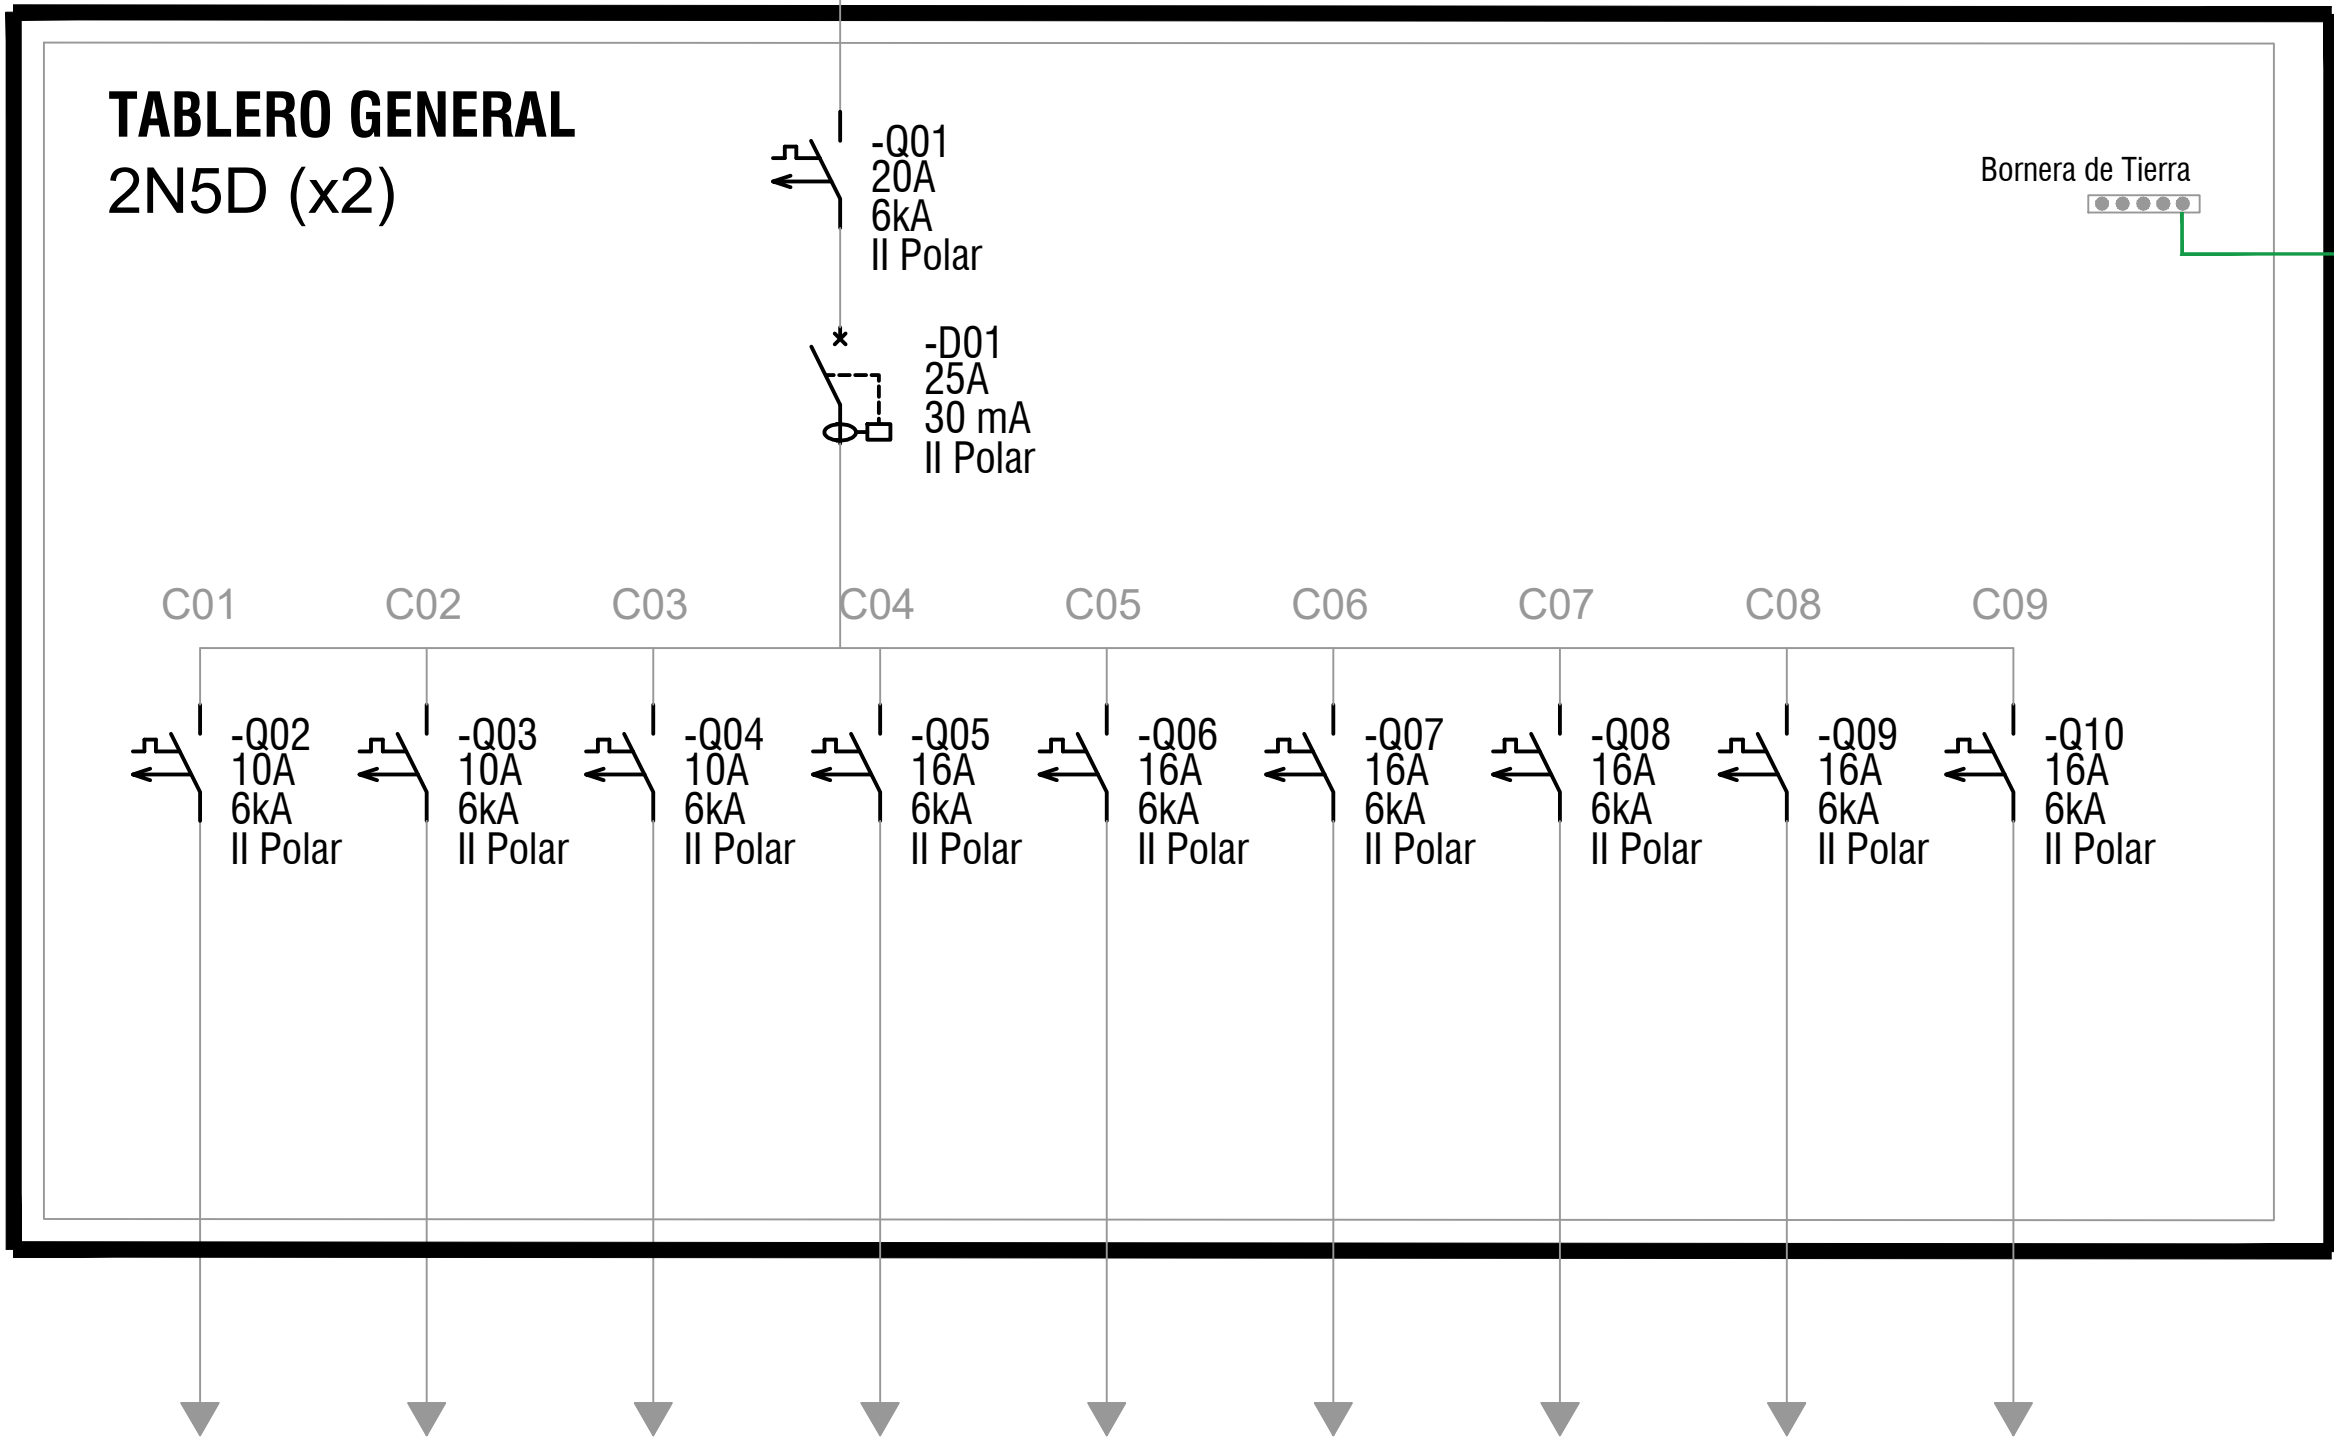 TABLERO GENERAL
2N5D (x2)
-Q01
20A
6kA
II Polar
Bornera de Tierra
-D01
25A
30 mA
II Polar
C01
C02
C03
C04
C05
C06
C07
C08
C09
-Q02
10A
6kA
II Polar
-Q03
10A
6kA
II Polar
-Q04
10A
6kA
II Polar
-Q05
16A
6kA
II Polar
-Q06
16A
6kA
II Polar
-Q07
16A
6kA
II Polar
-Q08
16A
6kA
II Polar
-Q09
16A
6kA
II Polar
-Q10
16A
6kA
II Polar